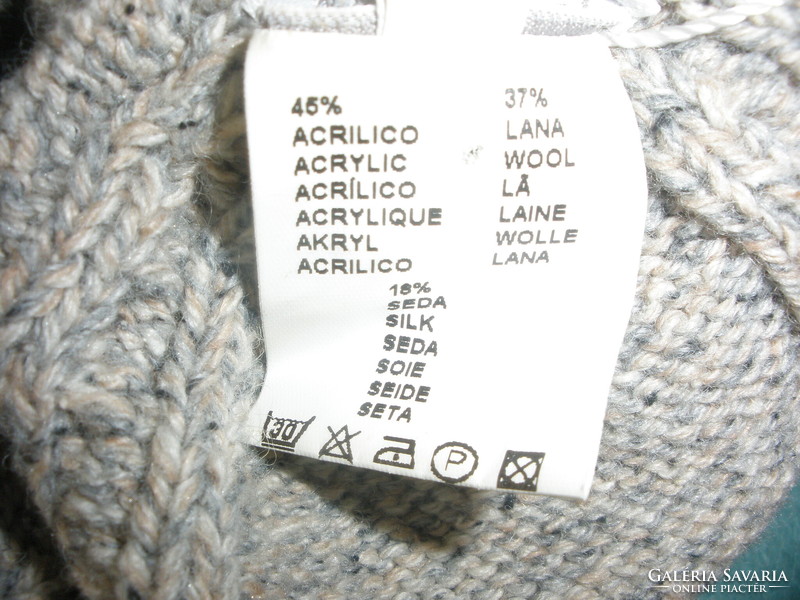 45%
ACRILICO
ACRYLIC
ACRÍLICO
ACRYLIQUE
AKRYL
ACRILICO
37%
LANA
WOOL
LÃ
LAINE
WOLLE
LANA
18%
SEDA
SILK
SEDA
SOIE
SEIDE
SETA
30
P
GALÉRIA SAVARIA
ONLINE PIACTÉR